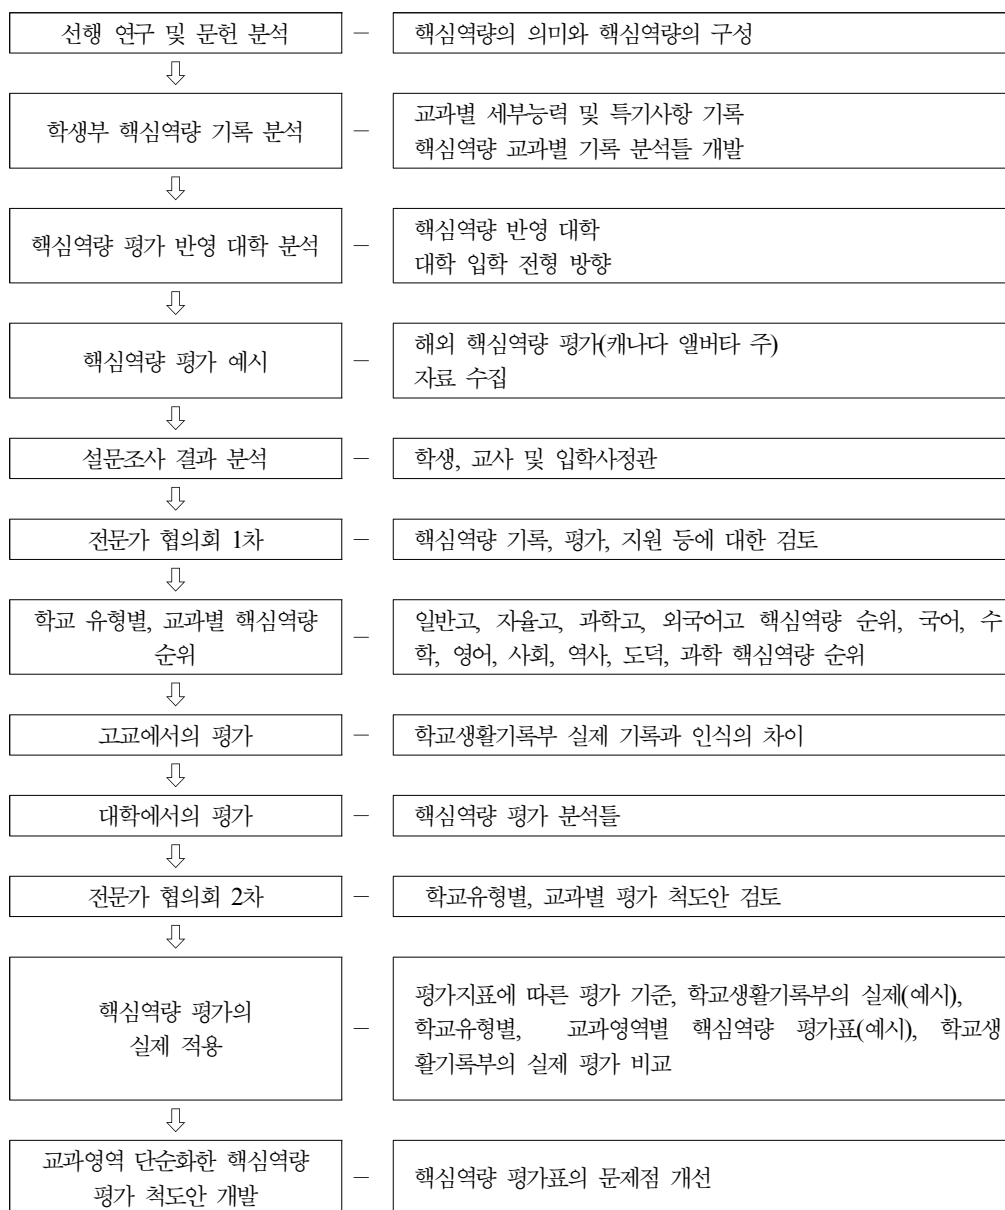 선행 연구 및 문헌 분석 － 핵심역량의 의미와 핵심역량의 구성
⇩
학생부 핵심역량 기록 분석 － 교과별 세부능력 및 특기사항 기록
핵심역량 교과별 기록 분석틀 개발
⇩
핵심역량 평가 반영 대학 분석 － 핵심역량 반영 대학
대학 입학 전형 방향
⇩
핵심역량 평가 예시 － 해외 핵심역량 평가(캐나다 앨버타 주)
자료 수집
⇩
설문조사 결과 분석 － 학생, 교사 및 입학사정관
⇩
전문가 협의회 1차 － 핵심역량 기록, 평가, 지원 등에 대한 검토
⇩
학교 유형별, 교과별 핵심역량
순위
－
일반고, 자율고, 과학고, 외국어고 핵심역량 순위, 국어, 수
학, 영어, 사회, 역사, 도덕, 과학 핵심역량 순위
⇩
고교에서의 평가 － 학교생활기록부 실제 기록과 인식의 차이
⇩
대학에서의 평가 － 핵심역량 평가 분석틀
⇩
전문가 협의회 2차 － 학교유형별, 교과별 평가 척도안 검토
⇩
핵심역량 평가의
실제 적용
－
평가지표에 따른 평가 기준, 학교생활기록부의 실제(예시),
학교유형별, 교과영역별 핵심역량 평가표(예시), 학교생
활기록부의 실제 평가 비교
⇩
교과영역 단순화한 핵심역량
평가 척도안 개발
－
핵심역량 평가표의 문제점 개선